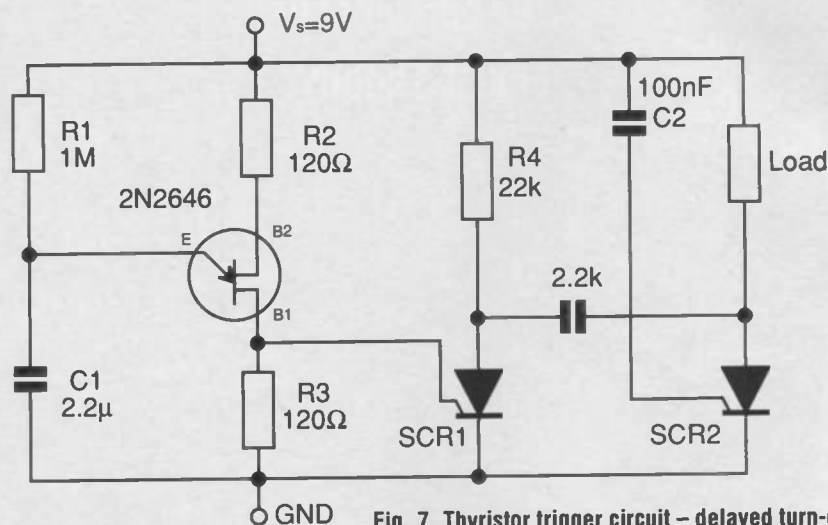 Vs=9V
R1
1M
R2
120Ω
2N2646
E
B2
B1
C1
2.2µ
R3
120Ω
R4
22k
100nF
C2
Load
2.2k
SCR1
SCR2
GND
Fig. 7 Thyristor trigger circuit – delayed turn-